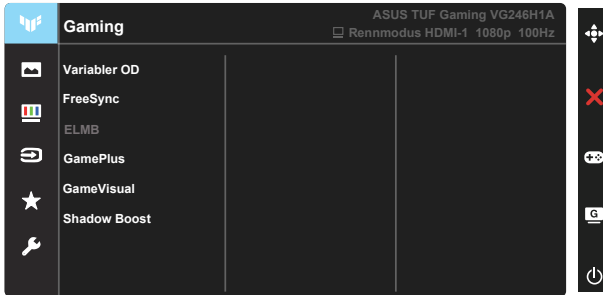 Gaming
ASUS TUF Gaming VG246H1A
Rennmodus HDMI-1 1080p 100Hz
Variabler OD
FreeSync
ELMB
GamePlus
GameVisual
Shadow Boost
G